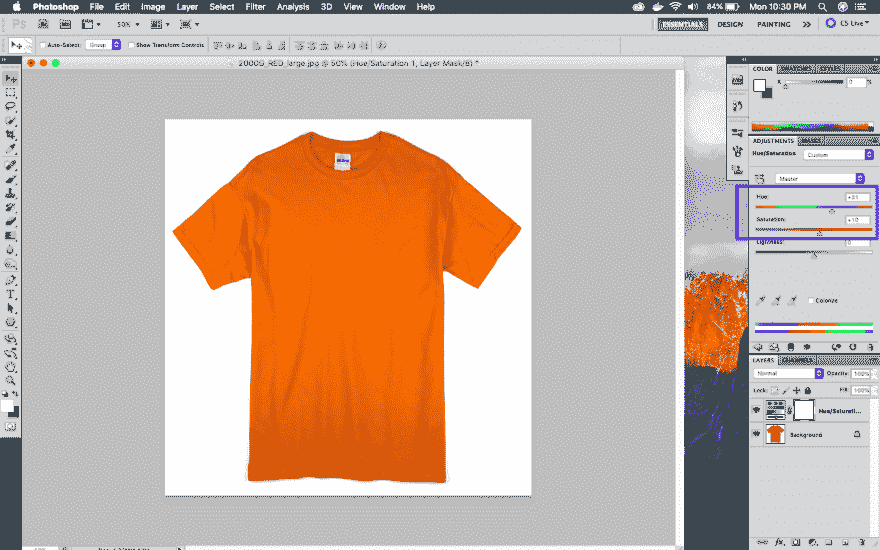 Photoshop File Edit Image Layer Select Filter Analysis 3D View Window Help 84% Mon 10:30 PM
Ps 50% ESSENTIALS DESIGN PAINTING >> CS Live
Auto-Select: Group Show Transform Controls
2000G_RED_large.jpg @ 50% (Hue/Saturation 1, Layer Mask/8) *
COLOR
K 0 %
ADJUSTMENTS MASKS
Hue/Saturation Custom
Master
Hue:
Saturation: +10
Lightness: 0
Colorize
LAYERS CHANNELS
Normal Opacity: 100%
Lock: Fill: 100%
Hue/Saturati...
Background